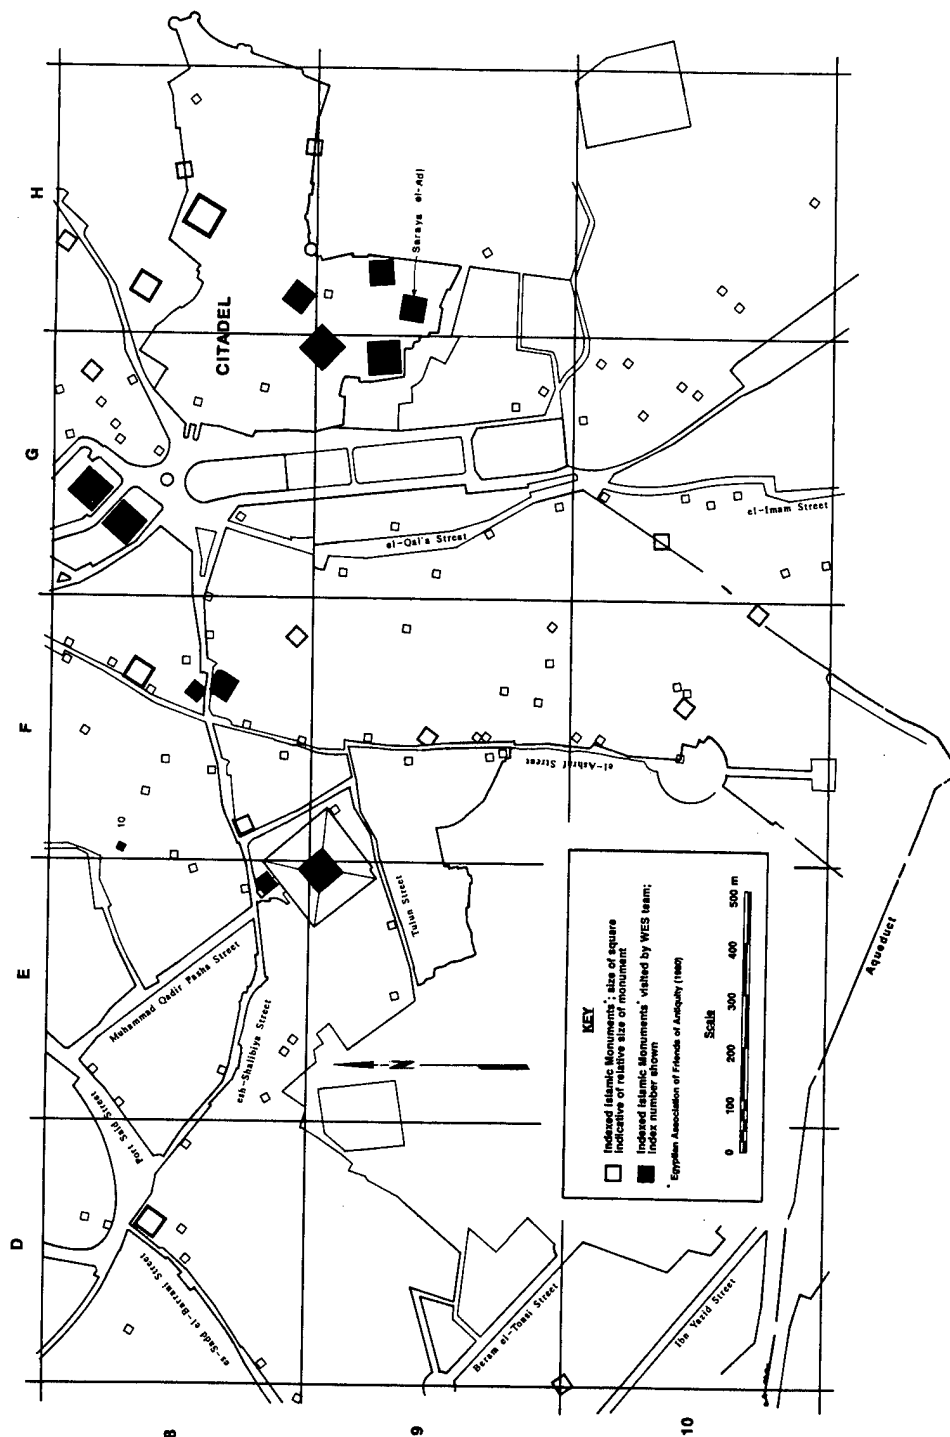 H
G
F
E
D
8
9
10
CITADEL
Saraya el-Adl
el-Qal'a Street
el-Imam Street
el-Ashraf Street
10
Tulun Street
Muhammad Qadir Pasha Street
Port Said Street
esh-Shalibiya Street
es-Sadd el-Barrani Street
Beram el-Tonsi Street
Ibn Yazid Street
Aqueduct
N
KEY
Indexed Islamic Monuments*; size of square
indicative of relative size of monument
Indexed Islamic Monuments* visited by WES team;
index number shown
* Egyptian Association of Friends of Antiquity (1980)
Scale
0 100 200 300 400 500 m